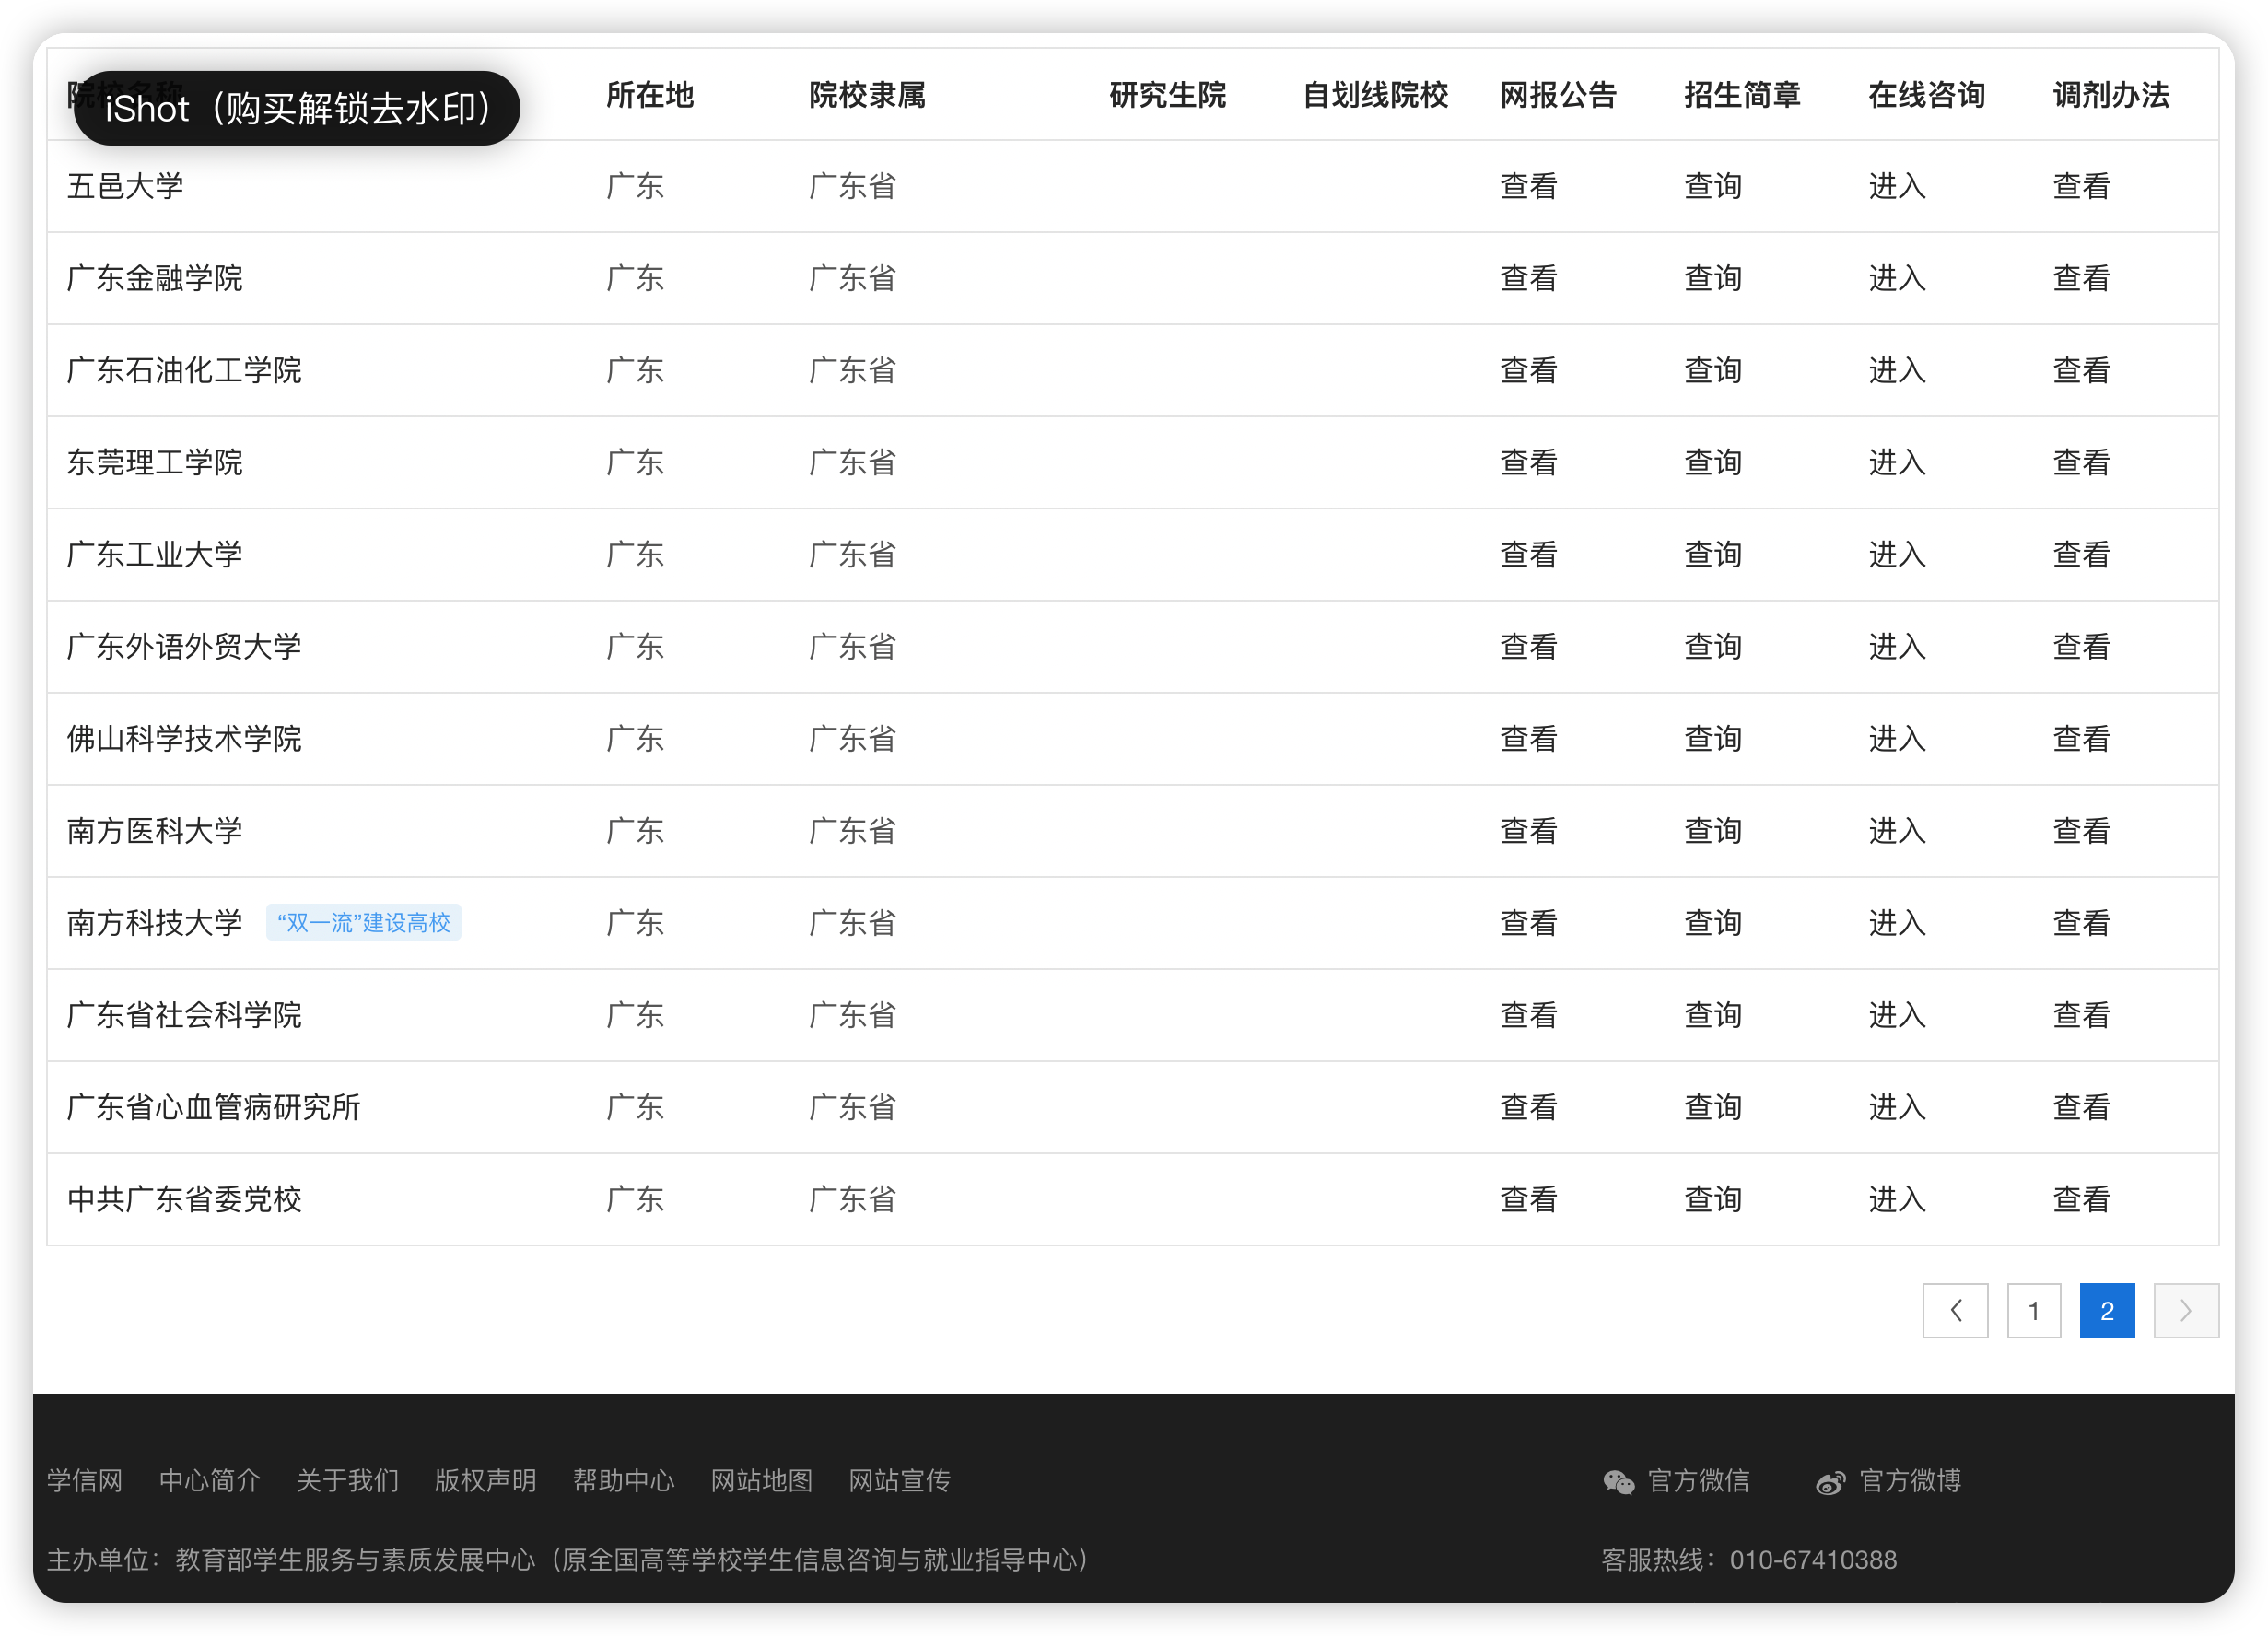 院校名称 所在地 院校隶属 研究生院 自划线院校 网报公告 招生简章 在线咨询 调剂办法
iShot（购买解锁去水印）
五邑大学 广东 广东省 查看 查询 进入 查看
广东金融学院 广东 广东省 查看 查询 进入 查看
广东石油化工学院 广东 广东省 查看 查询 进入 查看
东莞理工学院 广东 广东省 查看 查询 进入 查看
广东工业大学 广东 广东省 查看 查询 进入 查看
广东外语外贸大学 广东 广东省 查看 查询 进入 查看
佛山科学技术学院 广东 广东省 查看 查询 进入 查看
南方医科大学 广东 广东省 查看 查询 进入 查看
南方科技大学 “双一流”建设高校 广东 广东省 查看 查询 进入 查看
广东省社会科学院 广东 广东省 查看 查询 进入 查看
广东省心血管病研究所 广东 广东省 查看 查询 进入 查看
中共广东省委党校 广东 广东省 查看 查询 进入 查看
1 2
学信网 中心简介 关于我们 版权声明 帮助中心 网站地图 网站宣传 官方微信 官方微博
主办单位：教育部学生服务与素质发展中心（原全国高等学校学生信息咨询与就业指导中心） 客服热线：010-67410388